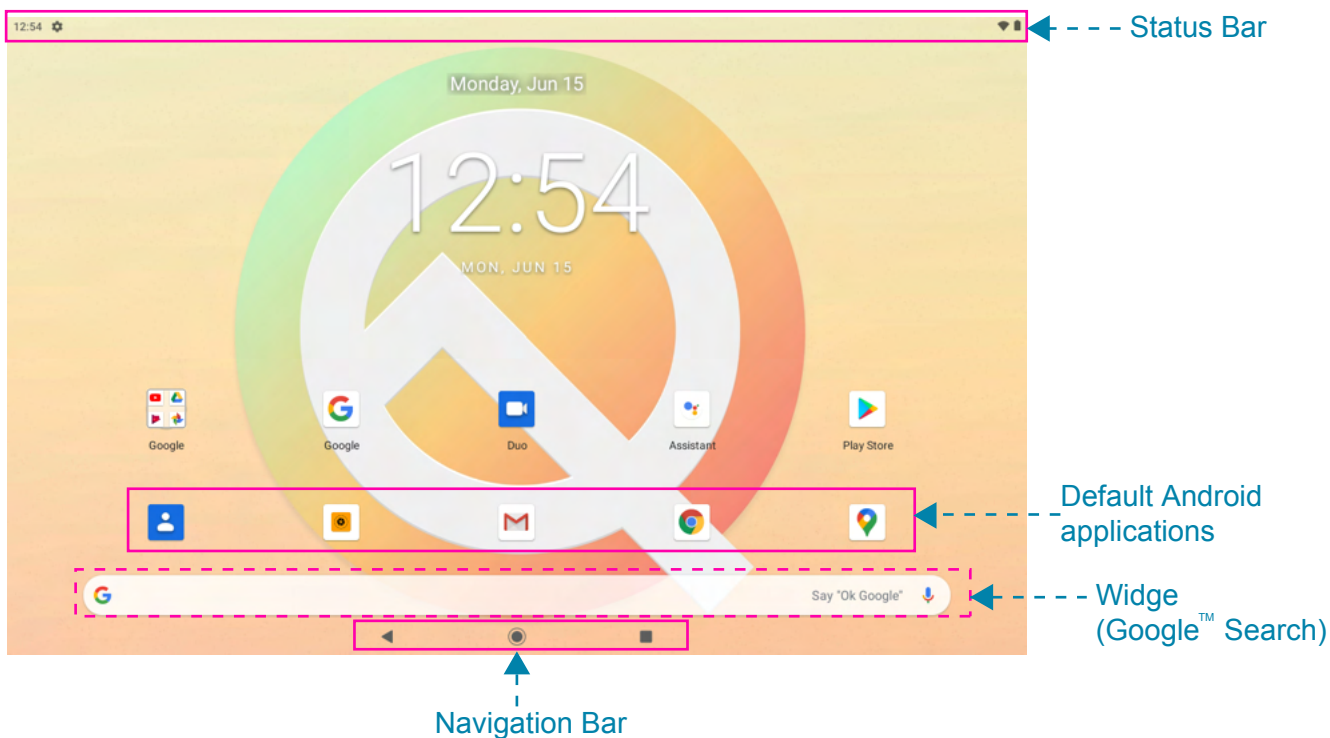 12:54
Status Bar
Monday, Jun 15
12:54
MON, JUN 15
Google
Google
Duo
Assistant
Play Store
Default Android
applications
Say "Ok Google"
Widge
(Google™ Search)
Navigation Bar